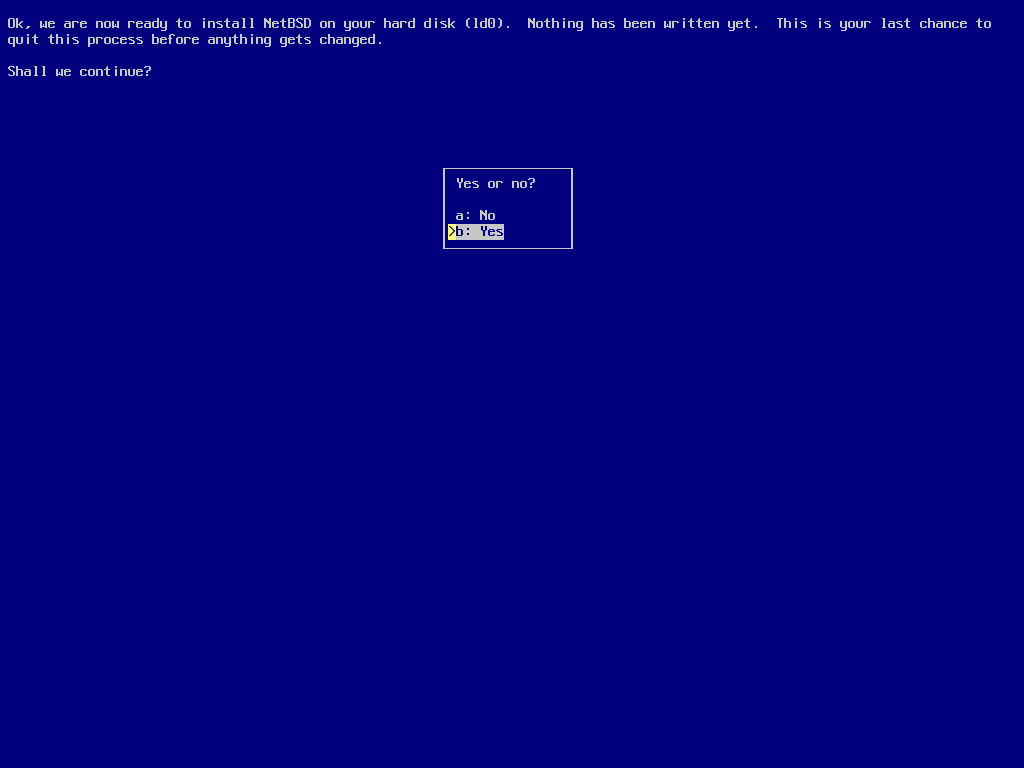 Ok, we are now ready to install NetBSD on your hard disk (ld0).  Nothing has been written yet.  This is your last chance to
quit this process before anything gets changed.
Shall we continue?
Yes or no?
a: No
>b: Yes